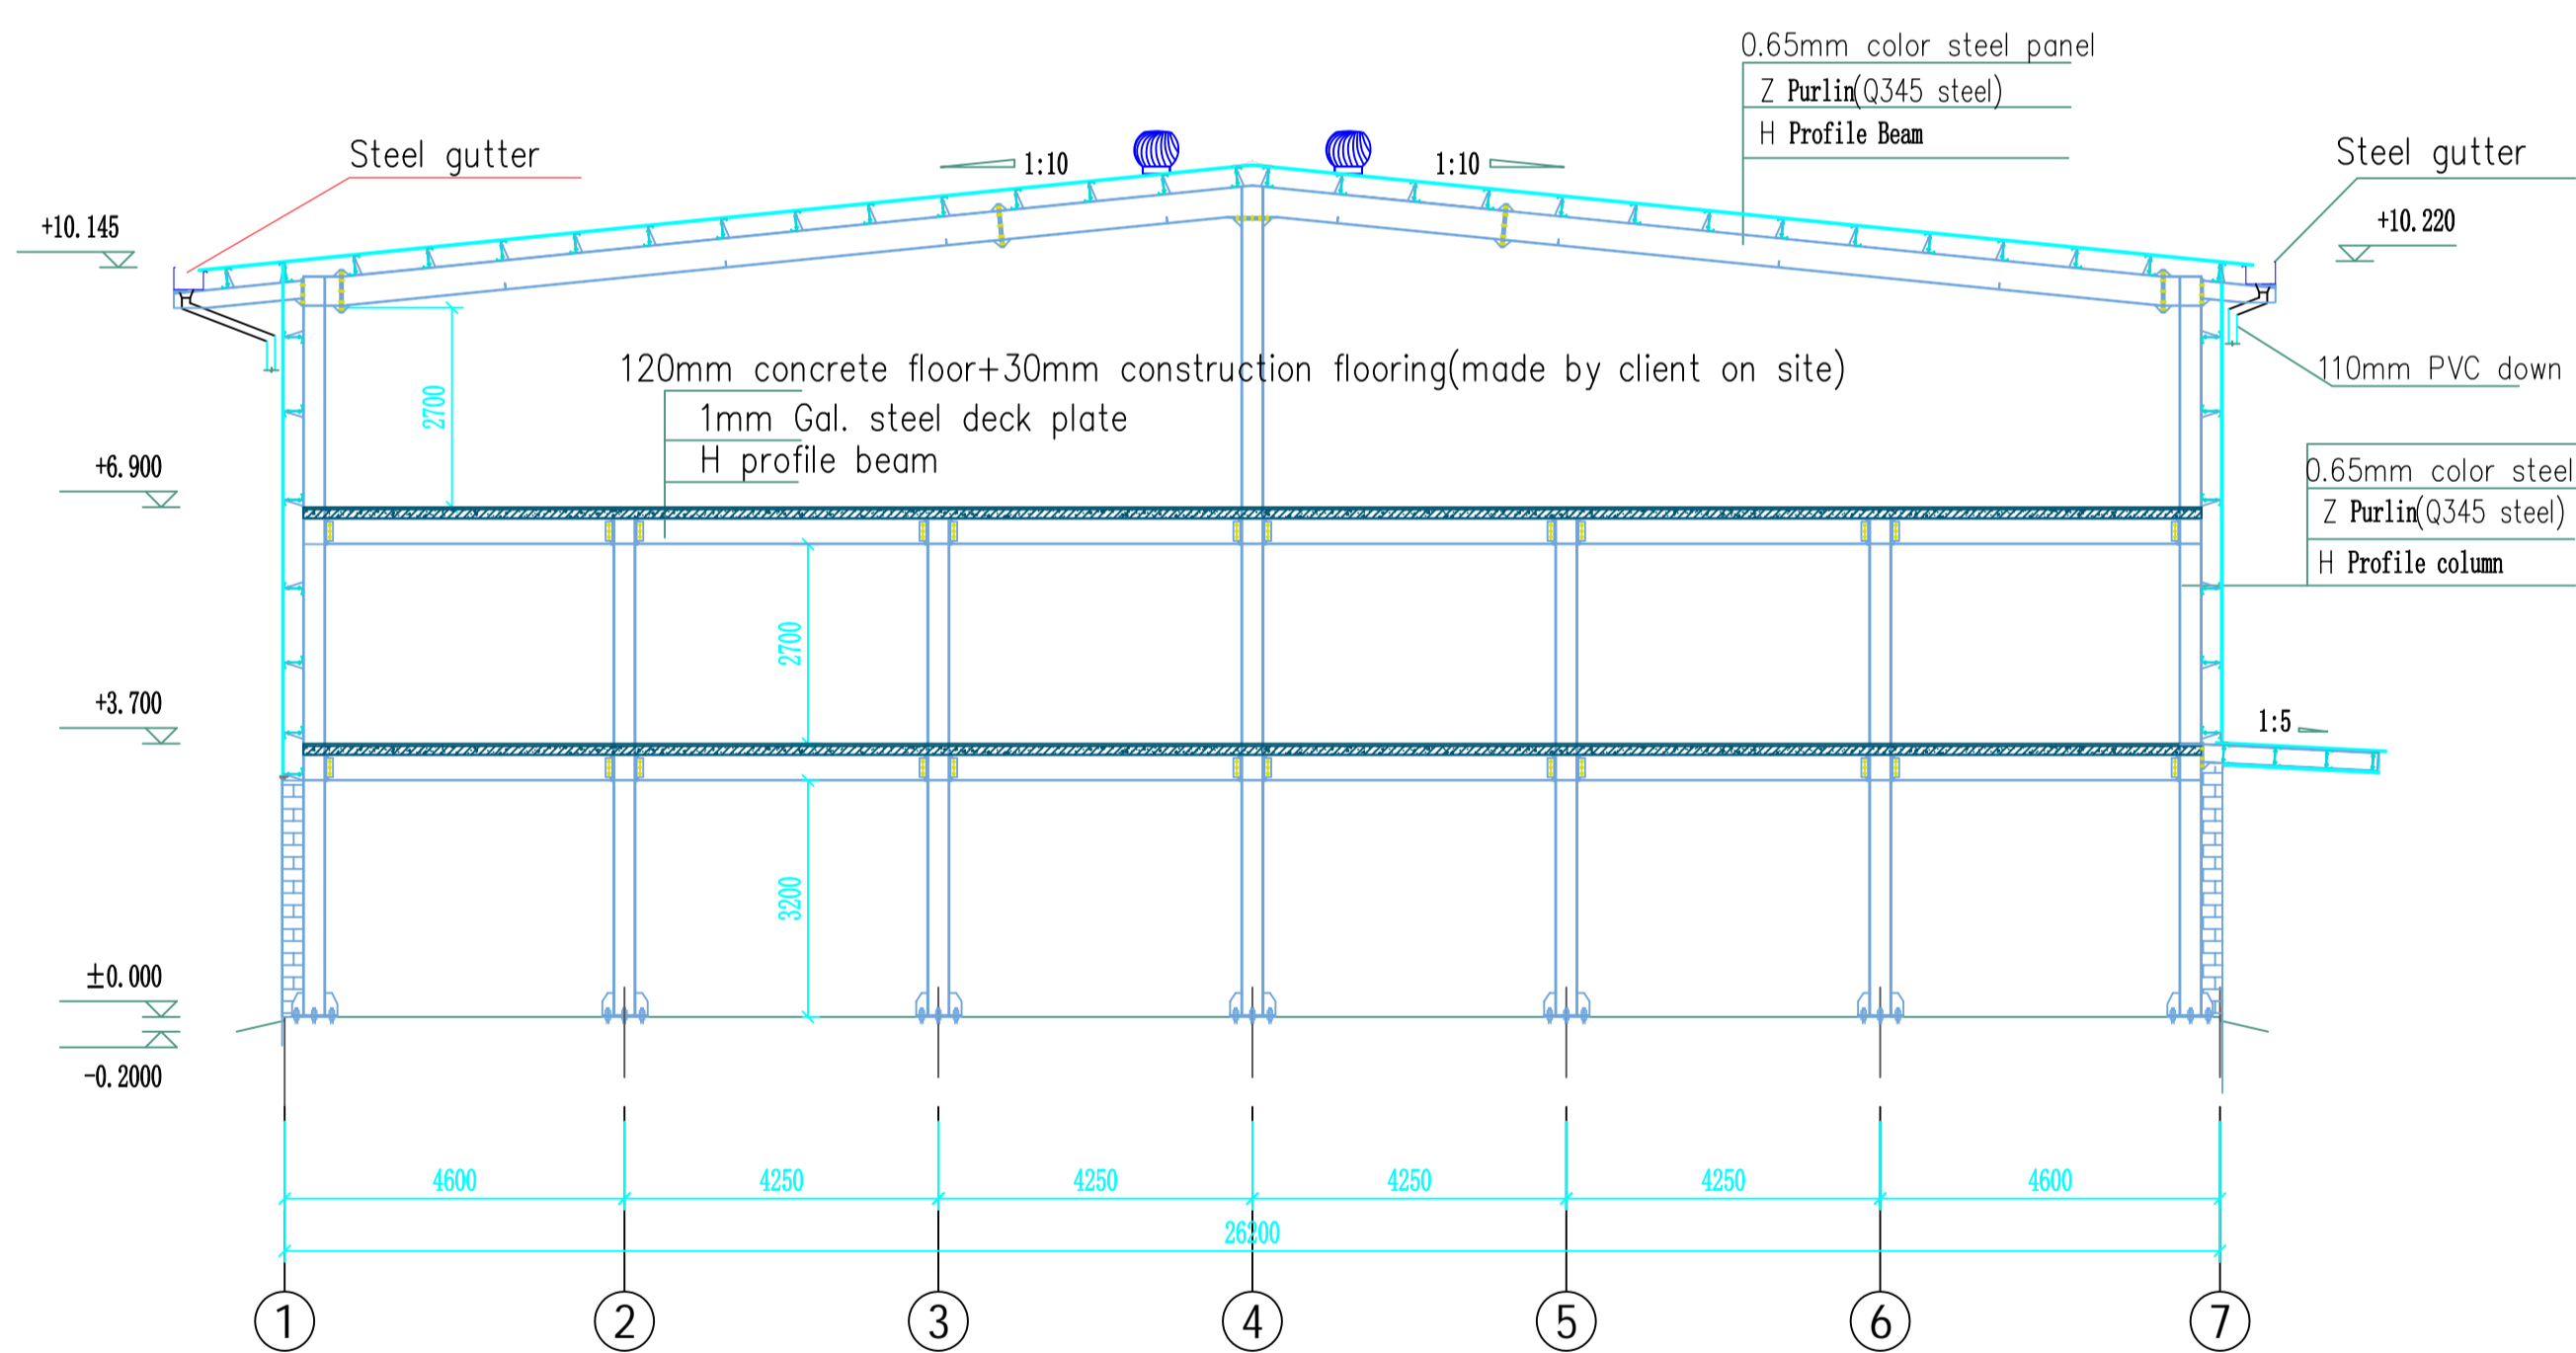 0.65mm color steel panel
Z Purlin(Q345 steel)
H Profile Beam
Steel gutter
1:10
1:10
Steel gutter
+10.145
+10.220
120mm concrete floor+30mm construction flooring(made by client on site)
1mm Gal. steel deck plate
H profile beam
110mm PVC down
2700
+6.900
0.65mm color steel
Z Purlin(Q345 steel)
H Profile column
2700
+3.700
1:5
3200
±0.000
-0.2000
4600
4250
4250
4250
4250
4600
26200
1
2
3
4
5
6
7